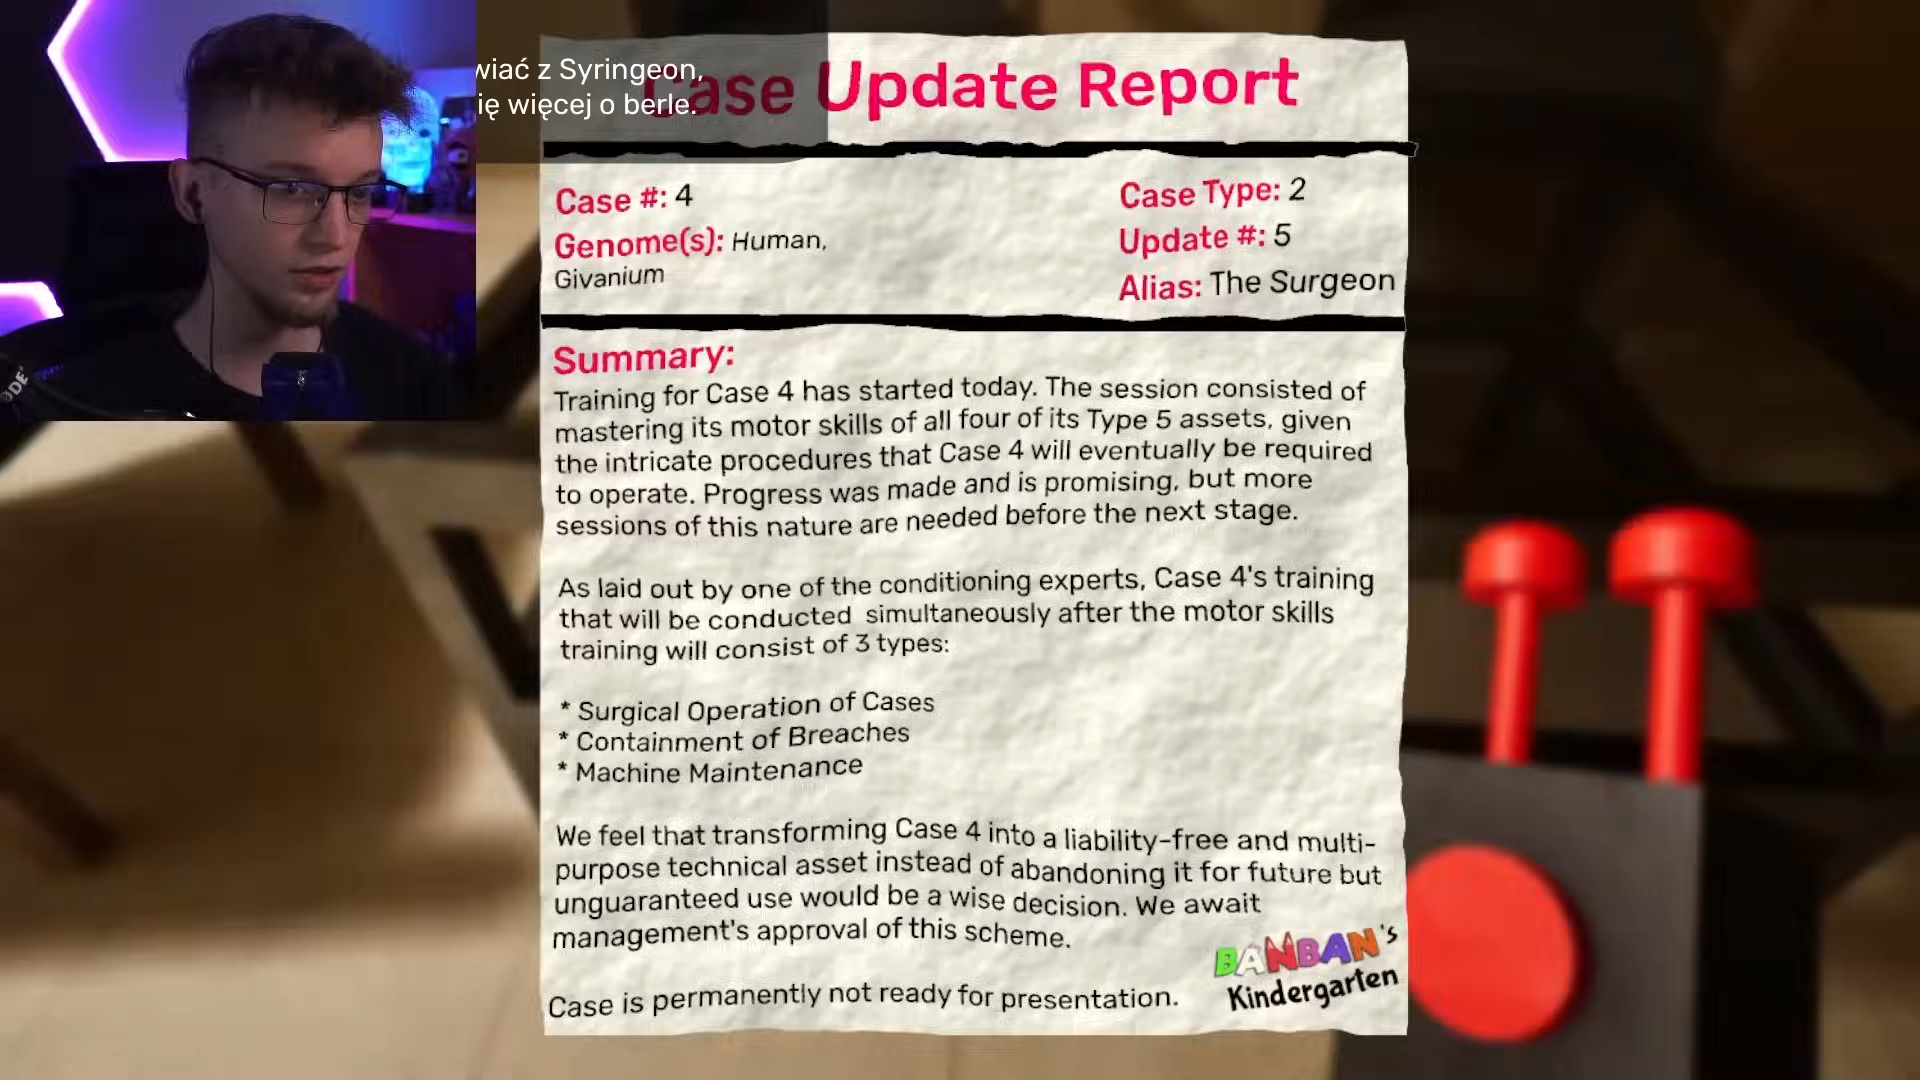 z Syringeon,
więcej o berle.
Case Update Report
Case #: 4
Genome(s): Human,
Givanium
Case Type: 2
Update #: 5
Alias: The Surgeon
Summary:
Training for Case 4 has started today. The session consisted of
mastering its motor skills of all four of its Type 5 assets, given
the intricate procedures that Case 4 will eventually be required
to operate. Progress was made and is promising, but more
sessions of this nature are needed before the next stage.
As laid out by one of the conditioning experts, Case 4's training
that will be conducted simultaneously after the motor skills
training will consist of 3 types:
* Surgical Operation of Cases
* Containment of Breaches
* Machine Maintenance
We feel that transforming Case 4 into a liability-free and multi-
purpose technical asset instead of abandoning it for future but
unguaranteed use would be a wise decision. We await
management's approval of this scheme.
Case is permanently not ready for presentation.
BANBAN's
Kindergarten